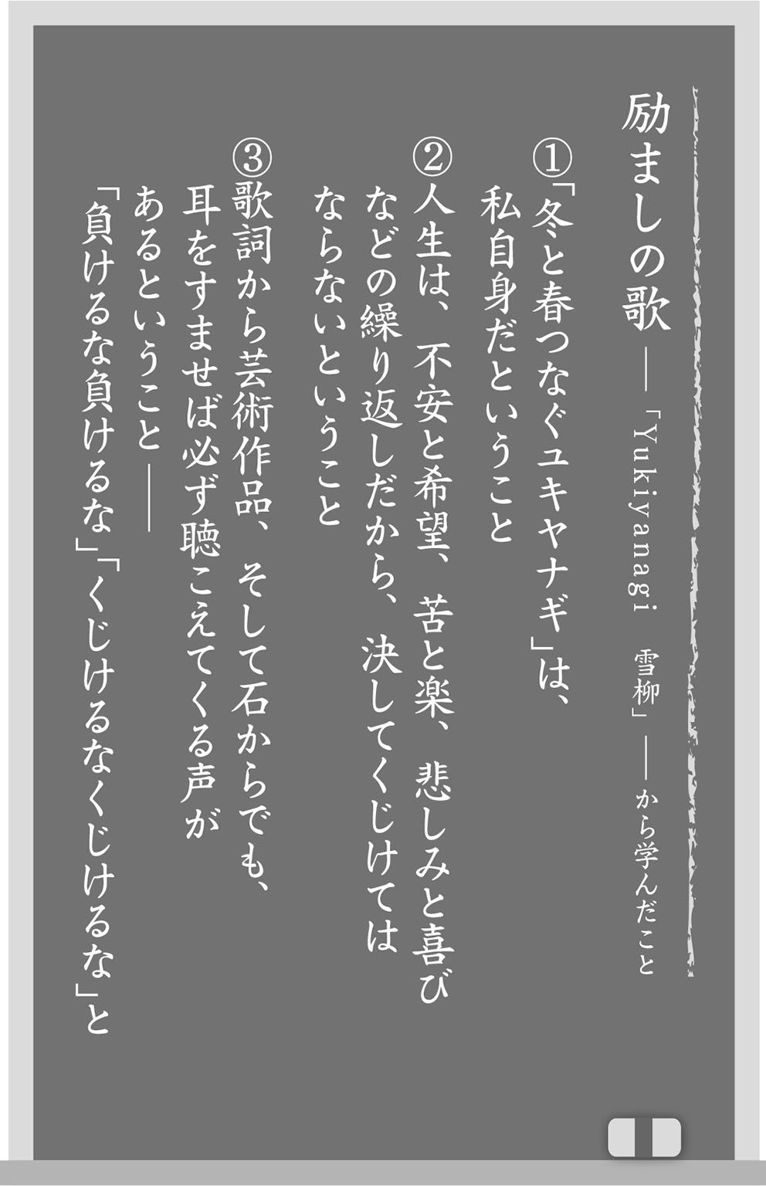 励ましの歌――「Yukiyanagi 雪柳」――から学んだこと
①「冬と春つなぐユキヤナギ」は、
私自身だということ
②人生は、不安と希望、苦と楽、悲しみと喜び
などの繰り返しだから、決してくじけては
ならないということ
③歌詞から芸術作品、そして石からでも、
耳をすませば必ず聴こえてくる声が
あるということ――
「負けるな負けるな」「くじけるなくじけるな」と